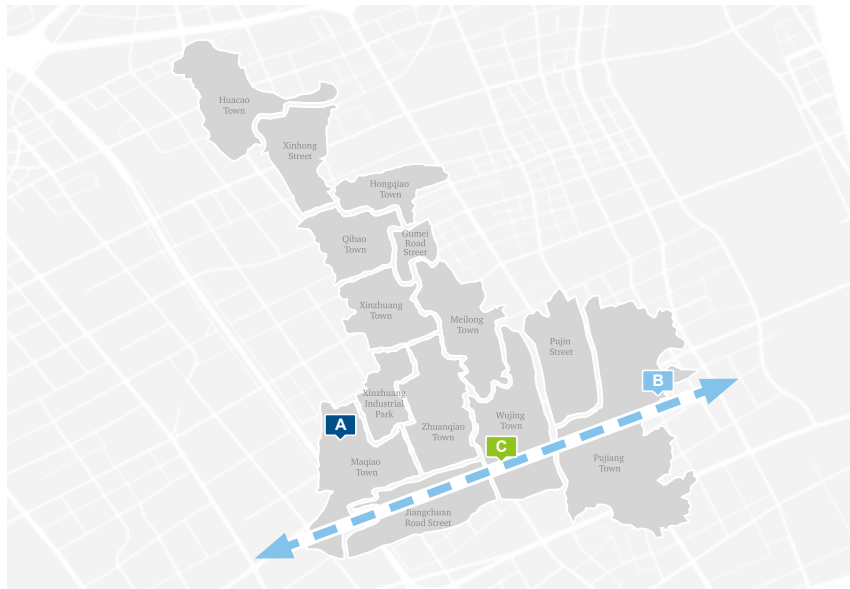 Huacao
Town
Xinhong
Street
Hongqiao
Town
Qibao
Town
Gumei
Road
Street
Xinzhuang
Town
Meilong
Town
Pujin
Street
B
Xinzhuang
Industrial
Park
A
Zhuanqiao
Town
Wujing
Town
C
Maqiao
Town
Pujiang
Town
Jiangchuan
Road Street